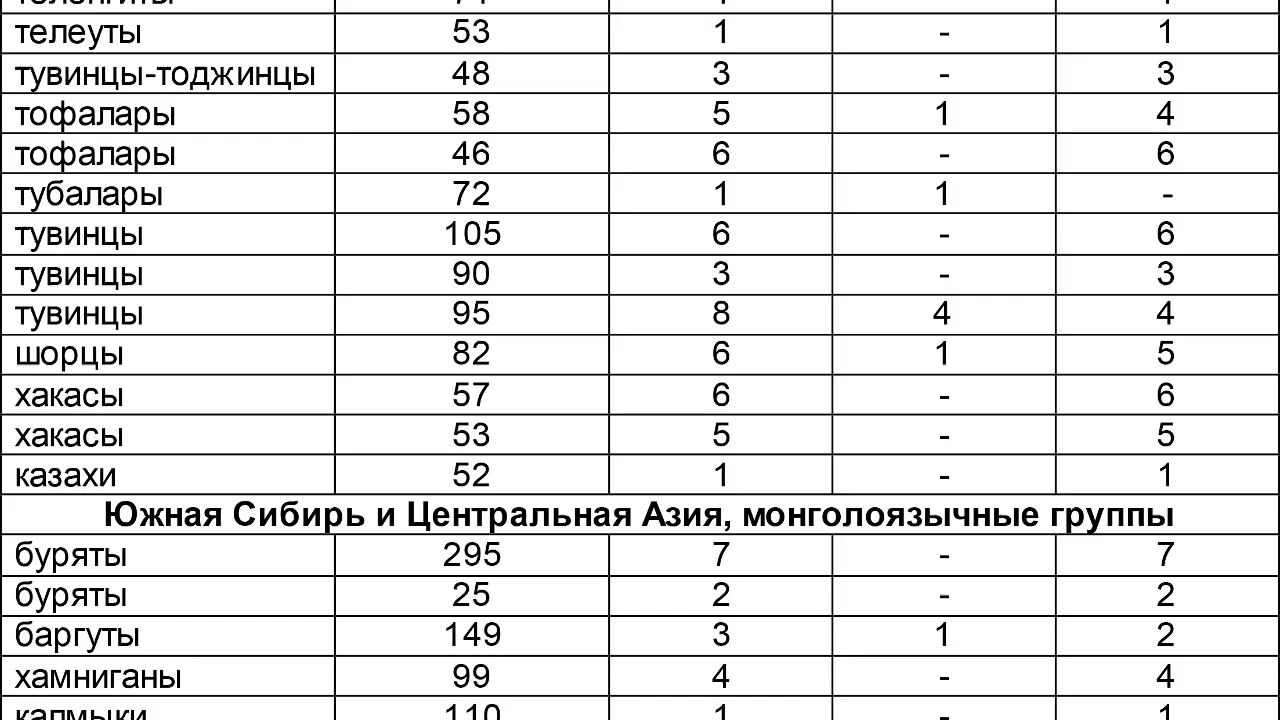 телеуты 53 1 - 1
тувинцы-тоджинцы 48 3 - 3
тофалары 58 5 1 4
тофалары 46 6 - 6
тубалары 72 1 1 -
тувинцы 105 6 - 6
тувинцы 90 3 - 3
тувинцы 95 8 4 4
шорцы 82 6 1 5
хакасы 57 6 - 6
хакасы 53 5 - 5
казахи 52 1 - 1
Южная Сибирь и Центральная Азия, монголоязычные группы
буряты 295 7 - 7
буряты 25 2 - 2
баргуты 149 3 1 2
хамниганы 99 4 - 4
калмыки 110 1 - 1